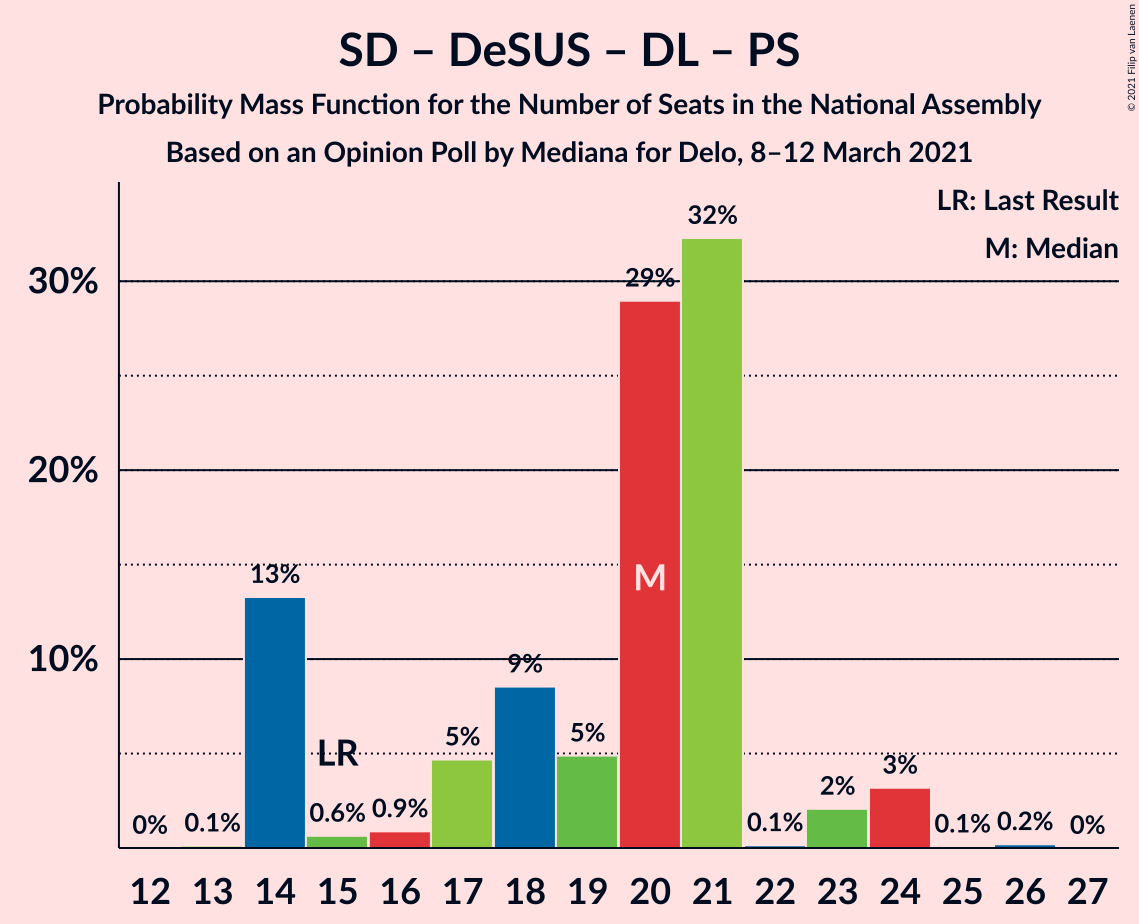 SD – DeSUS – DL – PS
Probability Mass Function for the Number of Seats in the National Assembly
Based on an Opinion Poll by Mediana for Delo, 8–12 March 2021
© 2021 Filip van Laenen
LR: Last Result
M: Median
30%
20%
10%
0%
0.1%
13%
LR
0.6%
0.9%
5%
9%
5%
29%
M
32%
0.1%
2%
3%
0.1%
0.2%
0%
12 13 14 15 16 17 18 19 20 21 22 23 24 25 26 27